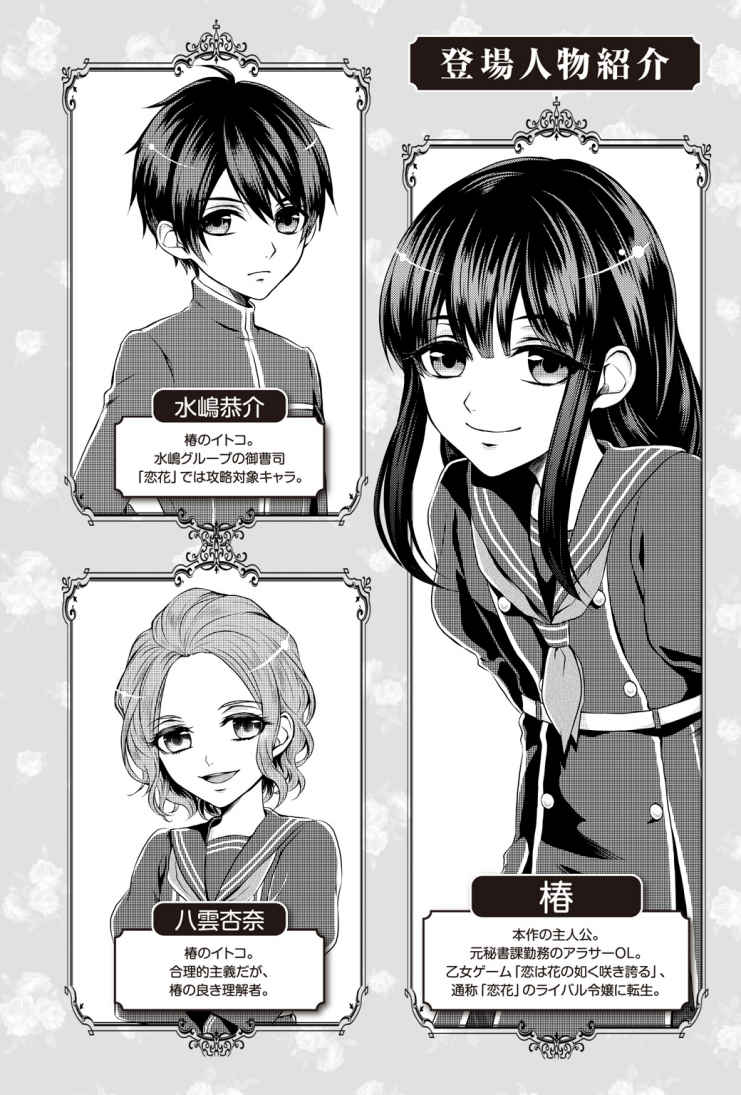 登場人物紹介
椿
本作の主人公。
元秘書課勤務のアラサーOL。
乙女ゲーム「恋は花の如く咲き誇る」、
通称「恋花」のライバル令嬢に転生。
水嶋恭介
椿のイトコ。
水嶋グループの御曹司
「恋花」では攻略対象キャラ。
八雲杏奈
椿のイトコ。
合理的主義だが、
椿の良き理解者。